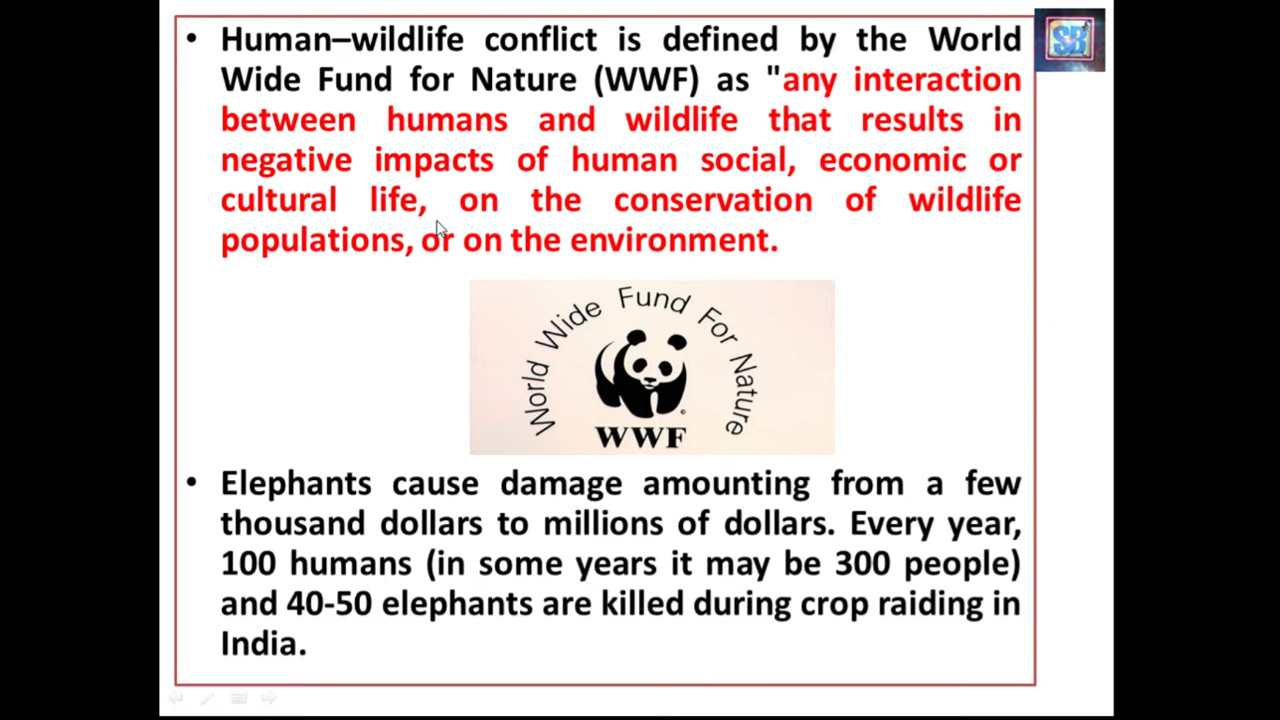 SB
• Human–wildlife conflict is defined by the World
Wide Fund for Nature (WWF) as "any interaction
between humans and wildlife that results in
negative impacts of human social, economic or
cultural life, on the conservation of wildlife
populations, or on the environment.
World Wide Fund For Nature
WWF
• Elephants cause damage amounting from a few
thousand dollars to millions of dollars. Every year,
100 humans (in some years it may be 300 people)
and 40-50 elephants are killed during crop raiding in
India.